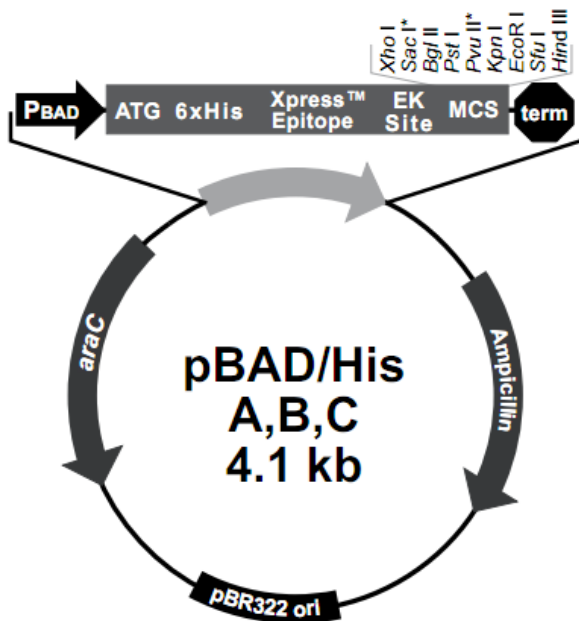 Xho I
Sac I*
Bgl II
Pst I
Pvu II*
Kpn I
EcoR I
Sfu I
Hind III
PBAD
ATG 6xHis Xpress™ Epitope EK Site MCS
term
araC
Ampicillin
pBAD/His
A,B,C
4.1 kb
pBR322 ori